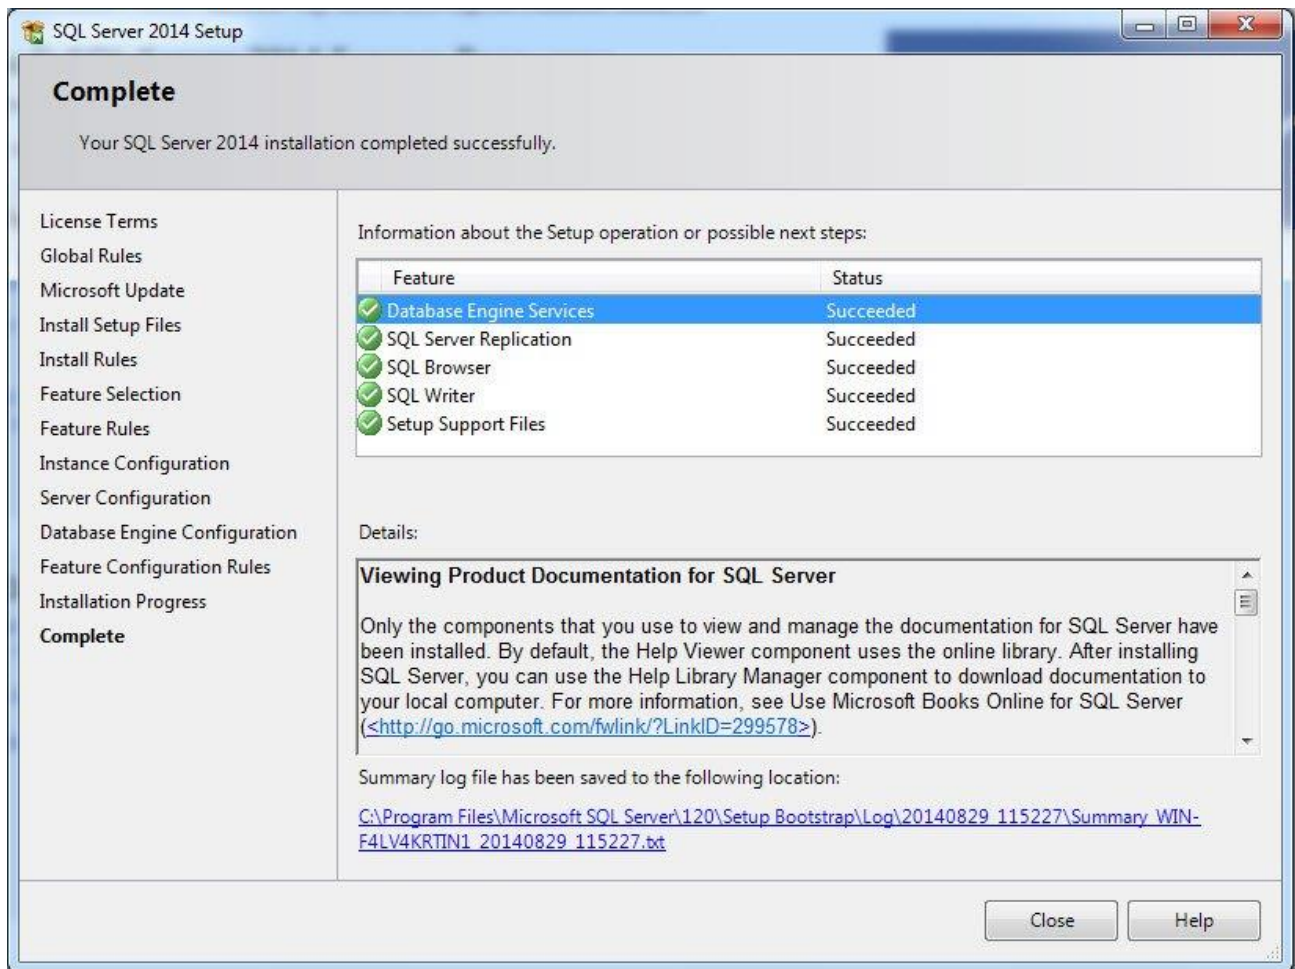 SQL Server 2014 Setup
Complete
Your SQL Server 2014 installation completed successfully.
License Terms
Global Rules
Microsoft Update
Install Setup Files
Install Rules
Feature Selection
Feature Rules
Instance Configuration
Server Configuration
Database Engine Configuration
Feature Configuration Rules
Installation Progress
Complete
Information about the Setup operation or possible next steps:
Feature Status
Database Engine Services Succeeded
SQL Server Replication Succeeded
SQL Browser Succeeded
SQL Writer Succeeded
Setup Support Files Succeeded
Details:
Viewing Product Documentation for SQL Server
Only the components that you use to view and manage the documentation for SQL Server have
been installed. By default, the Help Viewer component uses the online library. After installing
SQL Server, you can use the Help Library Manager component to download documentation to
your local computer. For more information, see Use Microsoft Books Online for SQL Server
(<http://go.microsoft.com/fwlink/?LinkID=299578>).
Summary log file has been saved to the following location:
C:\Program Files\Microsoft SQL Server\120\Setup Bootstrap\Log\20140829_115227\Summary_WIN-
F4LV4KRTIN1_20140829_115227.txt
Close Help